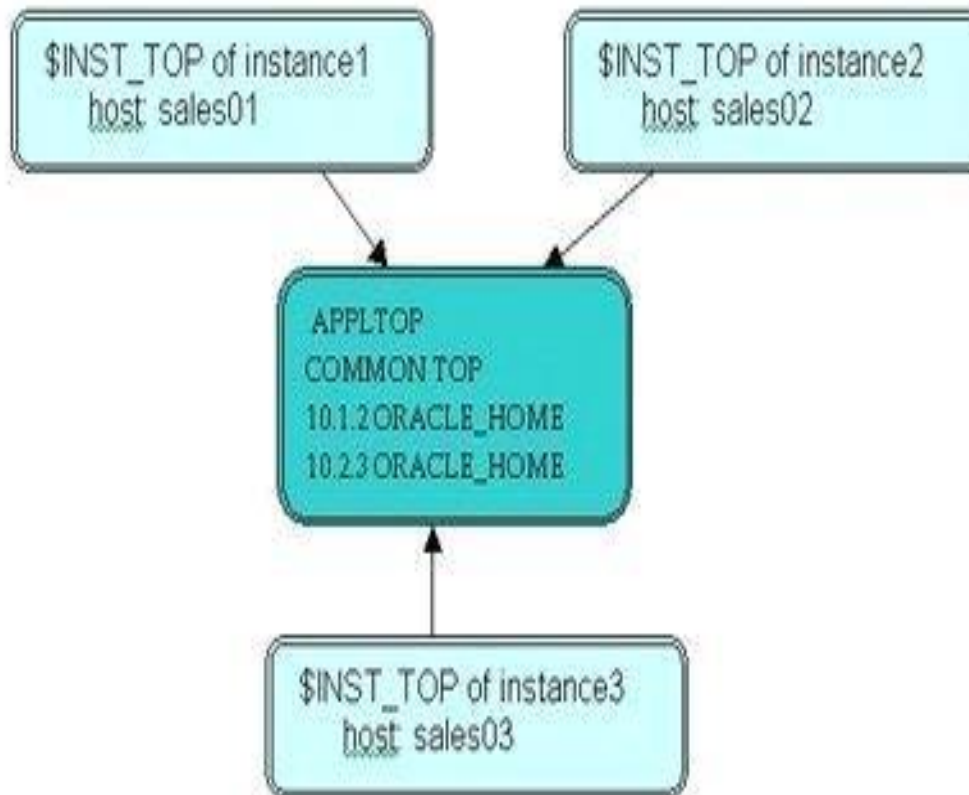 $INST_TOP of instance1
host: sales01
$INST_TOP of instance2
host: sales02
APPLTOP
COMMON TOP
10.1.2 ORACLE_HOME
10.2.3 ORACLE_HOME
$INST_TOP of instance3
host: sales03